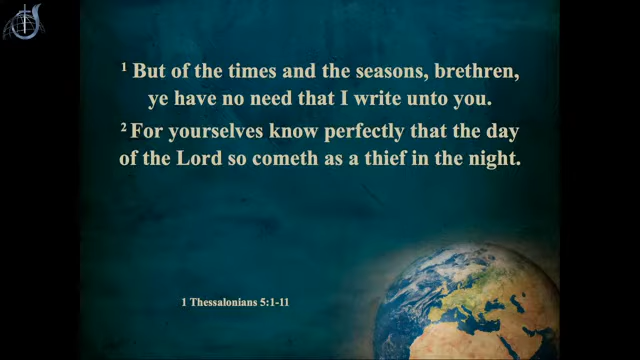 1 But of the times and the seasons, brethren,
ye have no need that I write unto you.
2 For yourselves know perfectly that the day
of the Lord so cometh as a thief in the night.
1 Thessalonians 5:1-11